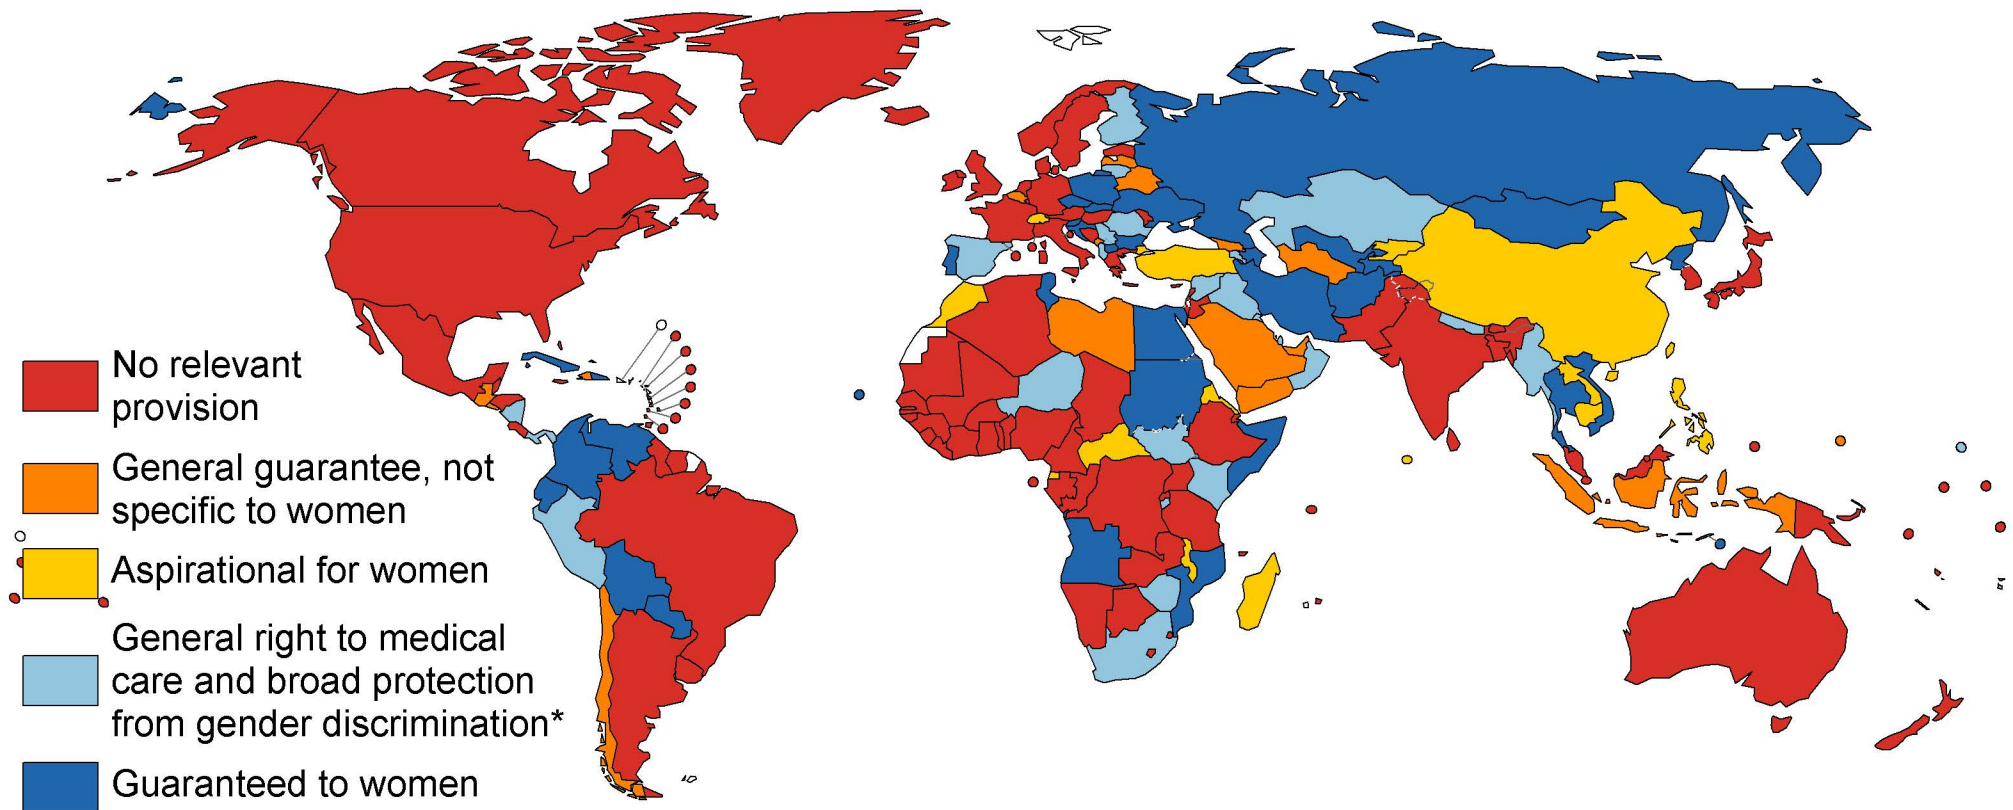 No relevant
provision
General guarantee, not
specific to women
Aspirational for women
General right to medical
care and broad protection
from gender discrimination*
Guaranteed to women